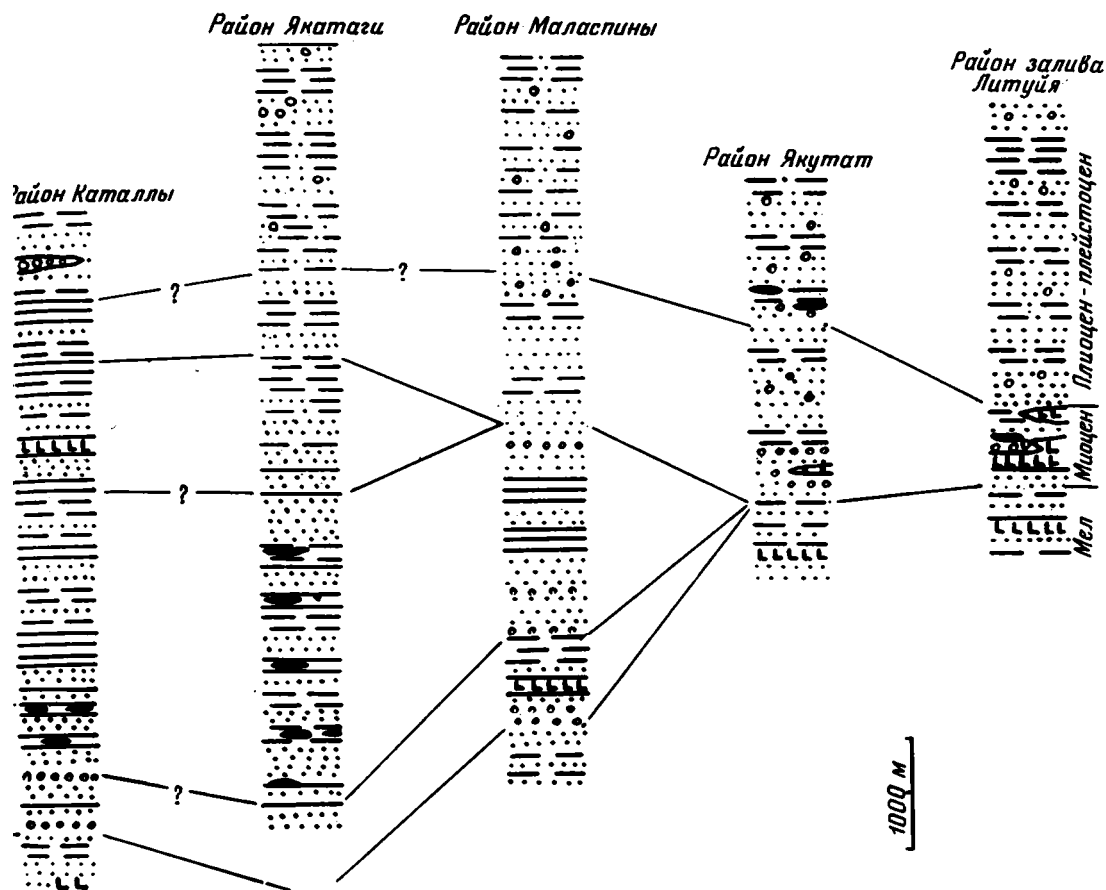 Район Якатаги
Район Маласпины
Район залива
Литуйя
Район Якутат
Район Каталлы
?
?
?
?
Плиоцен-плейстоцен
Миоцен
Мел
1000 м